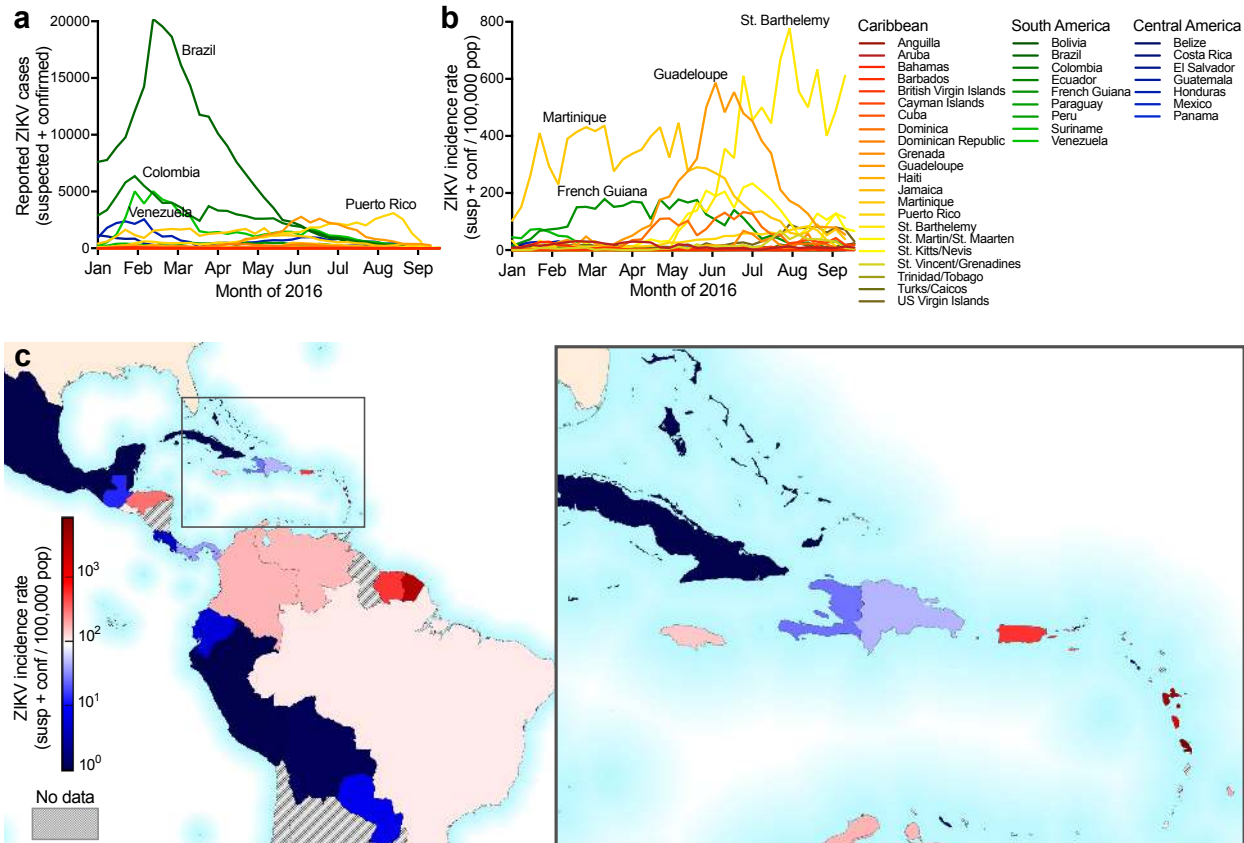 a
Reported ZIKV cases
(suspected + confirmed)
20000
15000
10000
5000
0
Brazil
Colombia
Venezuela
Puerto Rico
Jan Feb Mar Apr May Jun Jul Aug Sep
Month of 2016
b
ZIKV incidence rate
(susp + conf / 100,000 pop)
800
600
400
200
0
St. Barthelemy
Guadeloupe
Martinique
French Guiana
Jan Feb Mar Apr May Jun Jul Aug Sep
Month of 2016
Caribbean
Anguilla
Aruba
Bahamas
Barbados
British Virgin Islands
Cayman Islands
Cuba
Dominica
Dominican Republic
Grenada
Guadeloupe
Haiti
Jamaica
Martinique
Puerto Rico
St. Barthelemy
St. Martin/St. Maarten
St. Kitts/Nevis
St. Vincent/Grenadines
Trinidad/Tobago
Turks/Caicos
US Virgin Islands
South America
Bolivia
Brazil
Colombia
Ecuador
French Guiana
Paraguay
Peru
Suriname
Venezuela
Central America
Belize
Costa Rica
El Salvador
Guatemala
Honduras
Mexico
Panama
c
ZIKV incidence rate
(susp + conf / 100,000 pop)
10³
10²
10¹
10⁰
No data